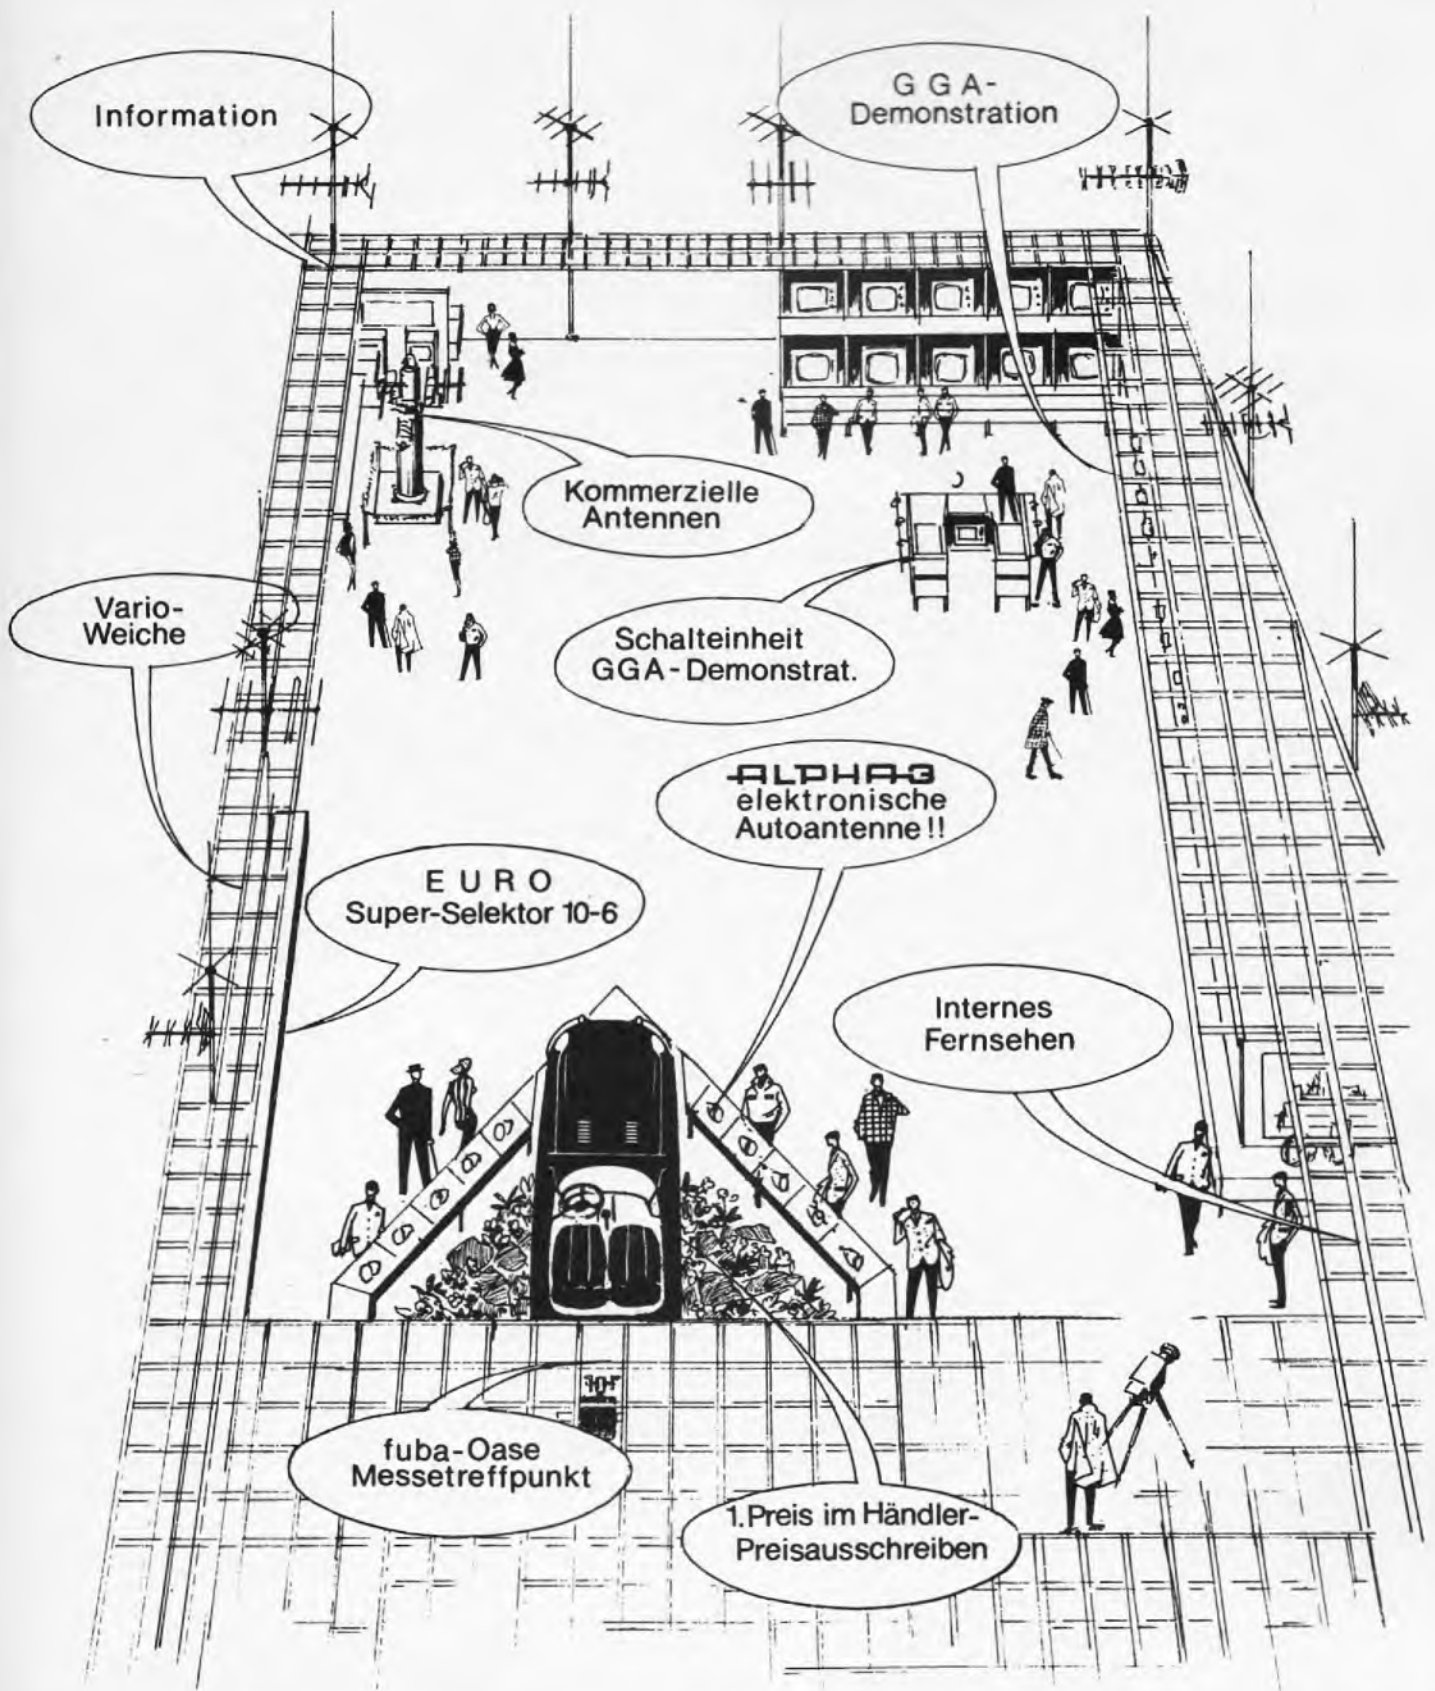 Information
G G A-
Demonstration
Kommerzielle
Antennen
Vario-
Weiche
Schalteinheit
GGA-Demonstrat.
ALPHA3
elektronische
Autoantenne!!
E U R O
Super-Selektor 10-6
Internes
Fernsehen
fuba-Oase
Messetreffpunkt
1.Preis im Händler-
Preisausschreiben